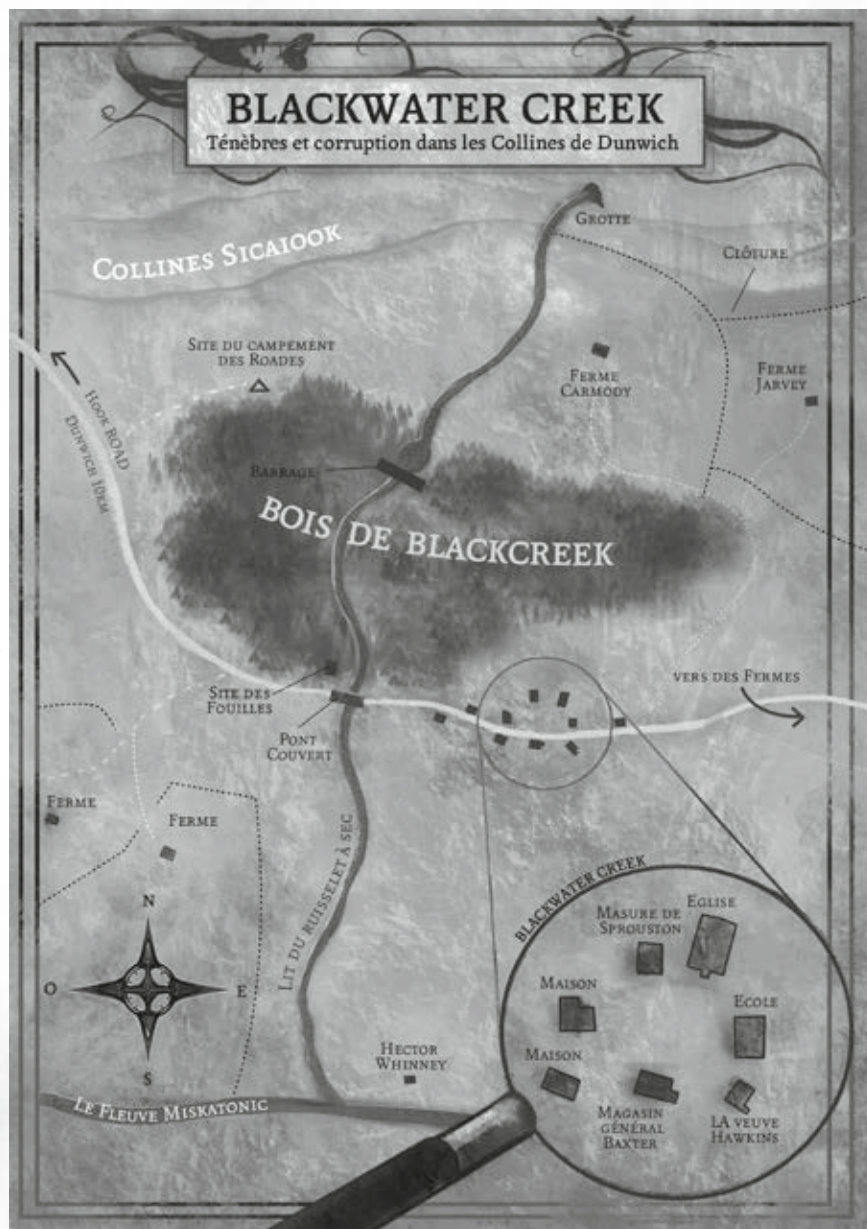 BLACKWATER CREEK
Ténèbres et corruption dans les Collines de Dunwich
Grotte
Collines Sicaiook
Clôture
Site du campement
des Roades
Ferme
Carmody
Ferme
Jarvey
Hook Road
Dunwich 10km
Barrage
Bois de Blackcreek
Site des
Fouilles
Pont
Couvert
vers des Fermes
Ferme
Ferme
Lit du ruisselet à sec
N
O
E
S
Hector
Whinney
Le Fleuve Miskatonic
Blackwater Creek
Masure de
Sprouston
Eglise
Maison
Ecole
Maison
Magasin
général
Baxter
LA veuve
Hawkins